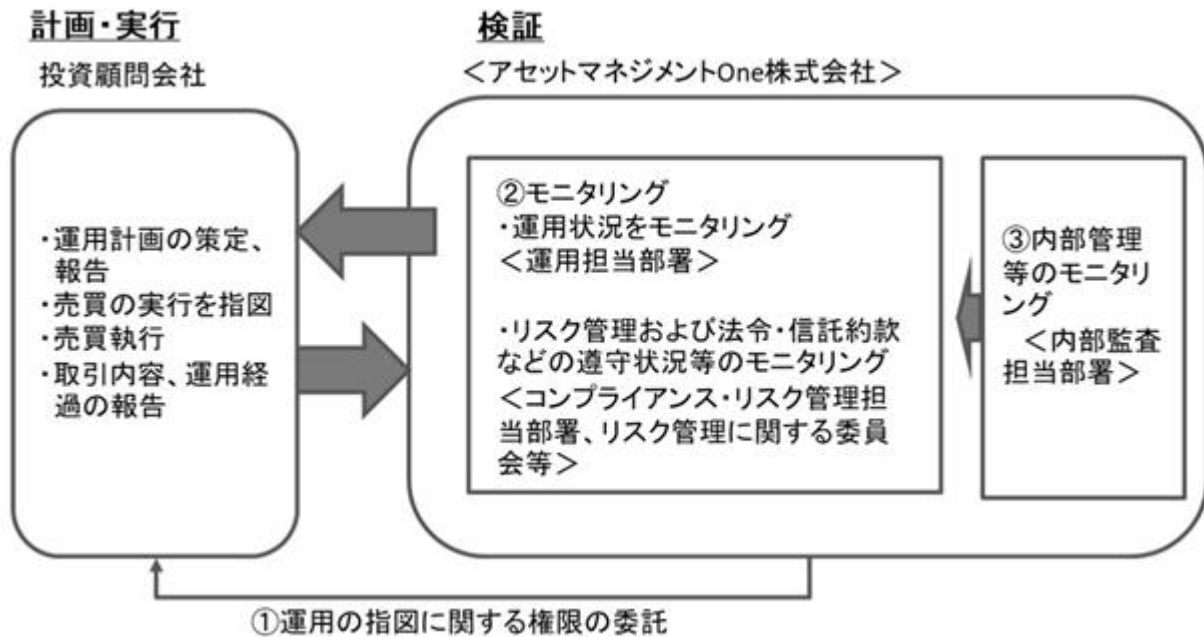 計画・実行
投資顧問会社
・運用計画の策定、
報告
・売買の実行を指図
・売買執行
・取引内容、運用経
過の報告
検証
＜アセットマネジメントOne株式会社＞
②モニタリング
・運用状況をモニタリング
＜運用担当部署＞
・リスク管理および法令・信託約款
などの遵守状況等のモニタリング
＜コンプライアンス・リスク管理担
当部署、リスク管理に関する委員
会等＞
③内部管理
等のモニタリ
ング
＜内部監査
担当部署＞
①運用の指図に関する権限の委託